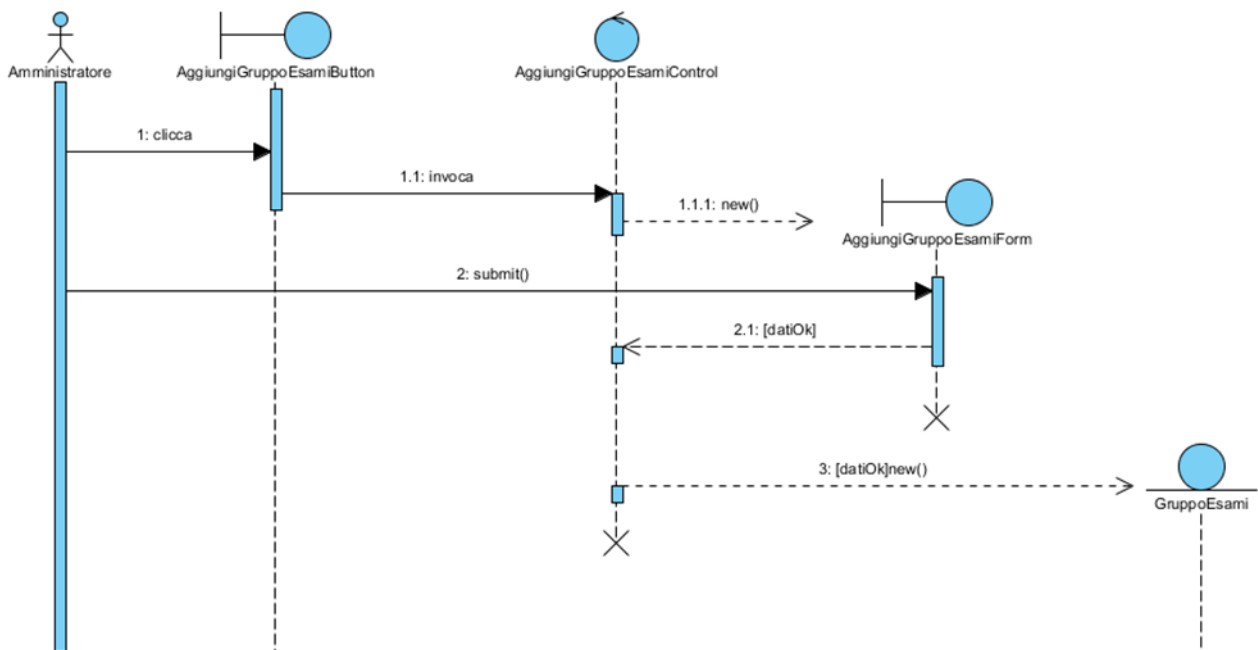 Amministratore
AggiungiGruppoEsamiButton
AggiungiGruppoEsamiControl
1: clicca
1.1: invoca
1.1.1: new()
AggiungiGruppoEsamiForm
2: submit()
2.1: [datiOk]
3: [datiOk]new()
GruppoEsami